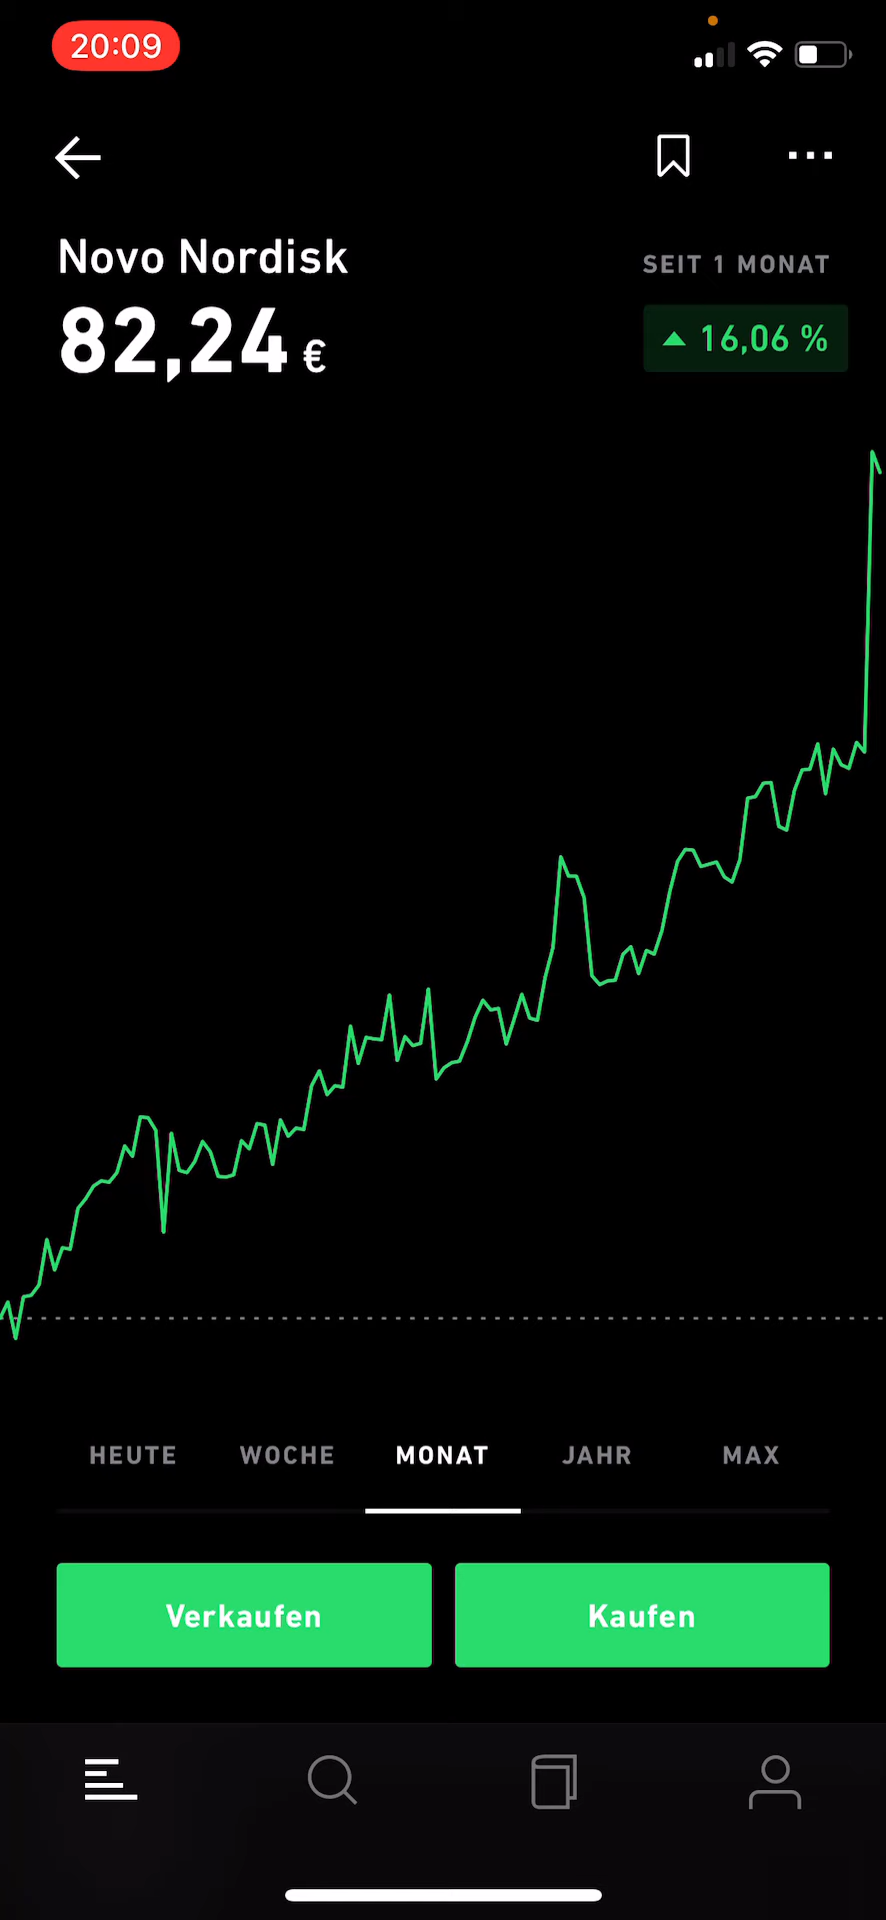 20:09
Novo Nordisk
SEIT 1 MONAT
82,24 €
16,06 %
HEUTE WOCHE MONAT JAHR MAX
Verkaufen Kaufen